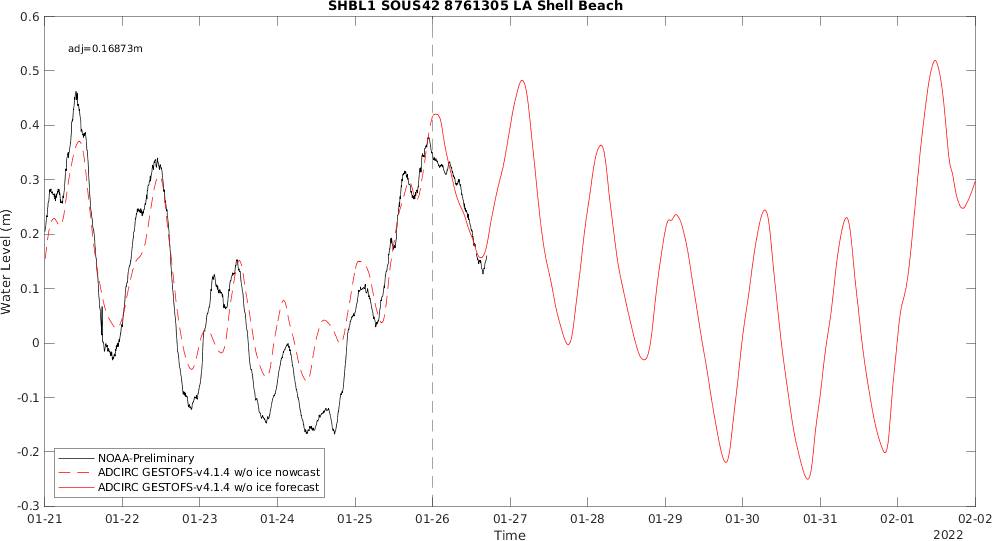 SHBL1 SOUS42 8761305 LA Shell Beach
adj=0.16873m
Water Level (m)
0.6
0.5
0.4
0.3
0.2
0.1
0
-0.1
-0.2
-0.3
NOAA-Preliminary
ADCIRC GESTOFS-v4.1.4 w/o ice nowcast
ADCIRC GESTOFS-v4.1.4 w/o ice forecast
01-21 01-22 01-23 01-24 01-25 01-26 01-27 01-28 01-29 01-30 01-31 02-01 02-02
Time
2022